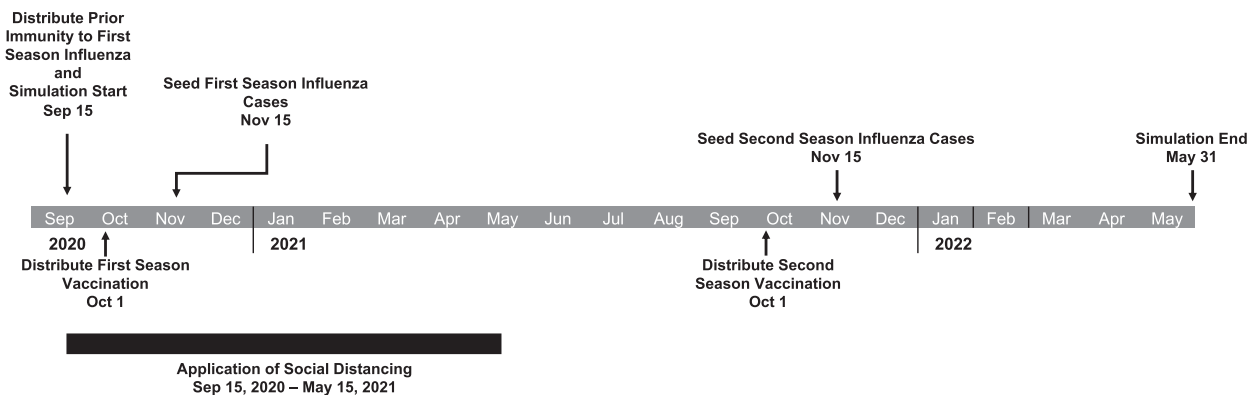 Distribute Prior
Immunity to First
Season Influenza
and
Simulation Start
Sep 15
Seed First Season Influenza
Cases
Nov 15
Seed Second Season Influenza Cases
Nov 15
Simulation End
May 31
Sep Oct Nov Dec Jan Feb Mar Apr May Jun Jul Aug Sep Oct Nov Dec Jan Feb Mar Apr May
2020 2021 2022
Distribute First Season
Vaccination
Oct 1
Distribute Second
Season Vaccination
Oct 1
Application of Social Distancing
Sep 15, 2020 – May 15, 2021